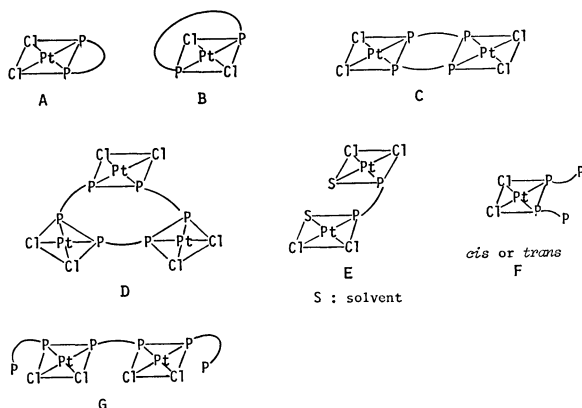 Cl P
Pt
Cl P
A
Cl P
Pt
P Cl
B
Cl P P Cl
Pt Pt
Cl P P Cl
C
Cl Cl
Pt
P P
P P
Cl Pt P P Pt Cl
Cl Cl
D
Cl Cl
Pt
S P
S P
Pt
Cl Cl
E
S : solvent
P
Cl P
Pt
Cl P P
cis or trans
F
P P P P
Pt Pt
P Cl Cl Cl Cl P
G